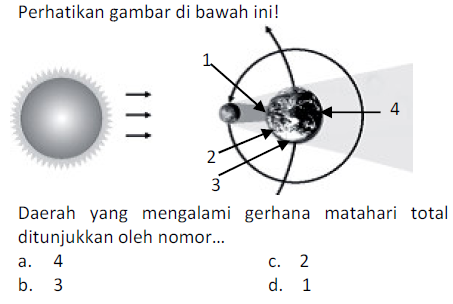 Perhatikan gambar di bawah ini!
1
4
2
3
Daerah yang mengalami gerhana matahari total
ditunjukkan oleh nomor...
a. 4 c. 2
b. 3 d. 1